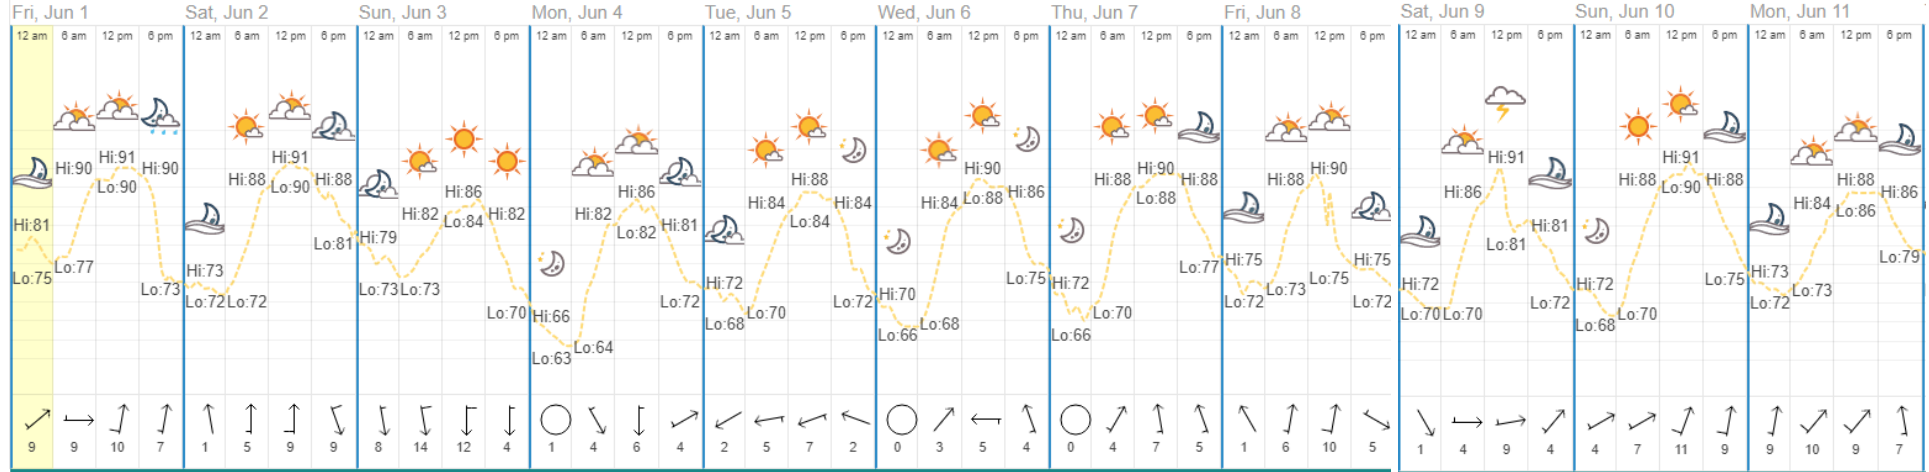 Fri, Jun 1
12 am 6 am 12 pm 6 pm
Hi:81 Hi:90 Hi:91 Hi:90
Lo:75 Lo:77 Lo:90 Lo:73
9 9 10 7
Sat, Jun 2
12 am 6 am 12 pm 6 pm
Hi:73 Hi:88 Hi:91 Hi:88
Lo:72 Lo:72 Lo:90 Lo:81
1 5 9 9
Sun, Jun 3
12 am 6 am 12 pm 6 pm
Hi:79 Hi:82 Hi:86 Hi:82
Lo:73 Lo:73 Lo:84 Lo:70
8 14 12 4
Mon, Jun 4
12 am 6 am 12 pm 6 pm
Hi:66 Hi:82 Hi:86 Hi:81
Lo:63 Lo:64 Lo:82 Lo:72
1 4 6 4
Tue, Jun 5
12 am 6 am 12 pm 6 pm
Hi:72 Hi:84 Hi:88 Hi:84
Lo:68 Lo:70 Lo:84 Lo:72
2 5 7 2
Wed, Jun 6
12 am 6 am 12 pm 6 pm
Hi:70 Hi:84 Hi:90 Hi:86
Lo:66 Lo:68 Lo:88 Lo:75
0 3 5 4
Thu, Jun 7
12 am 6 am 12 pm 6 pm
Hi:72 Hi:88 Hi:90 Hi:88
Lo:66 Lo:70 Lo:88 Lo:77
0 4 7 5
Fri, Jun 8
12 am 6 am 12 pm 6 pm
Hi:75 Hi:88 Hi:90 Hi:75
Lo:72 Lo:73 Lo:75 Lo:72
1 6 10 5
Sat, Jun 9
12 am 6 am 12 pm 6 pm
Hi:72 Hi:86 Hi:91 Hi:81
Lo:70 Lo:70 Lo:81 Lo:72
1 4 9 4
Sun, Jun 10
12 am 6 am 12 pm 6 pm
Hi:72 Hi:88 Hi:91 Hi:88
Lo:68 Lo:70 Lo:90 Lo:75
4 7 11 9
Mon, Jun 11
12 am 6 am 12 pm 6 pm
Hi:73 Hi:84 Hi:88 Hi:86
Lo:72 Lo:73 Lo:86 Lo:79
9 10 9 7